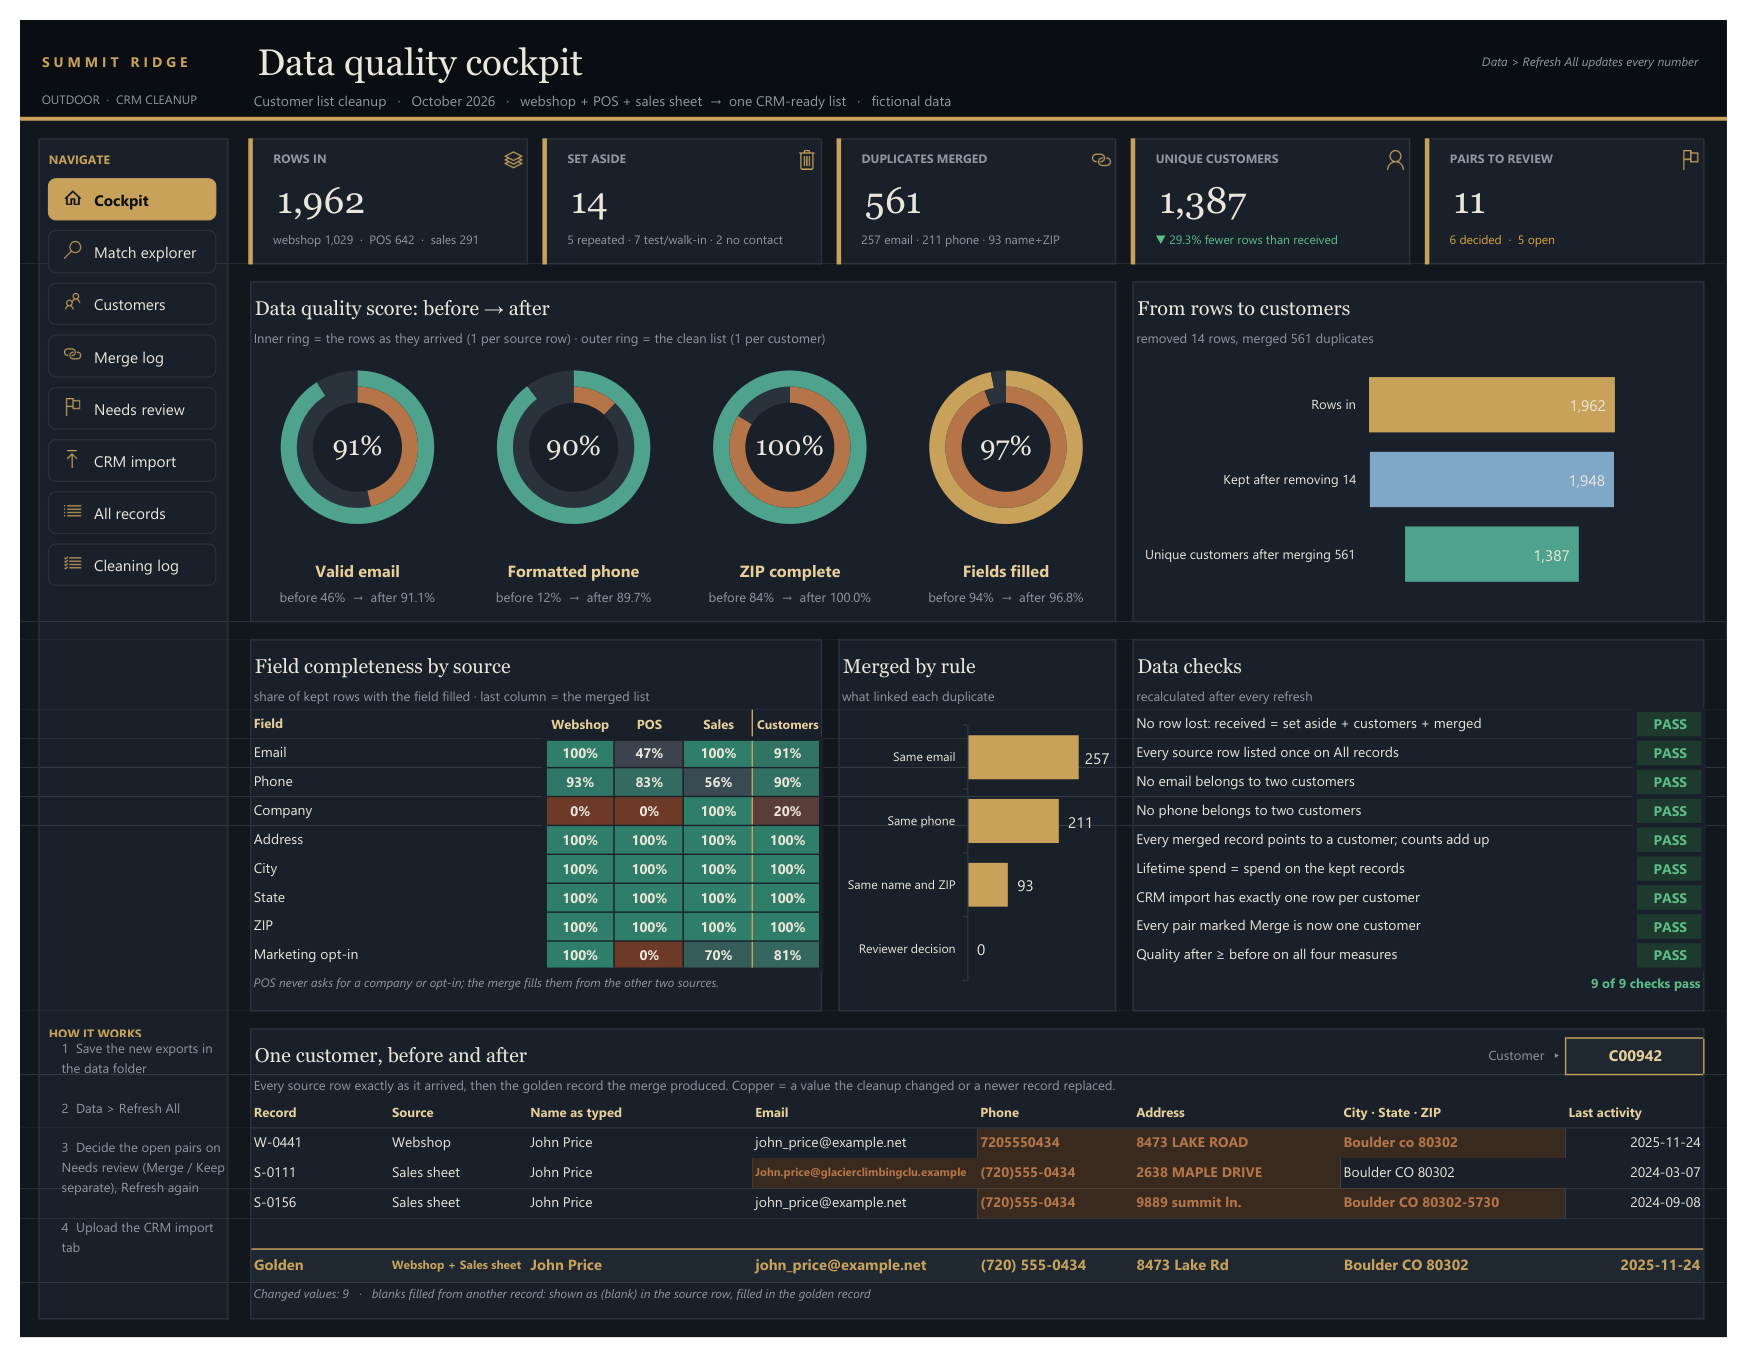 SUMMIT RIDGE
OUTDOOR · CRM CLEANUP
Data quality cockpit
Customer list cleanup · October 2026 · webshop + POS + sales sheet → one CRM-ready list · fictional data
Data > Refresh All updates every number
NAVIGATE
Cockpit
Match explorer
Customers
Merge log
Needs review
CRM import
All records
Cleaning log
ROWS IN
1,962
webshop 1,029 · POS 642 · sales 291
SET ASIDE
14
5 repeated · 7 test/walk-in · 2 no contact
DUPLICATES MERGED
561
257 email · 211 phone · 93 name+ZIP
UNIQUE CUSTOMERS
1,387
▼ 29.3% fewer rows than received
PAIRS TO REVIEW
11
6 decided · 5 open
Data quality score: before → after
Inner ring = the rows as they arrived (1 per source row) · outer ring = the clean list (1 per customer)
91% 90% 100% 97%
Valid email Formatted phone ZIP complete Fields filled
before 46% → after 91.1% before 12% → after 89.7% before 84% → after 100.0% before 94% → after 96.8%
From rows to customers
removed 14 rows, merged 561 duplicates
Rows in 1,962
Kept after removing 14 1,948
Unique customers after merging 561 1,387
Field completeness by source
share of kept rows with the field filled · last column = the merged list
Field Webshop POS Sales Customers
Email 100% 47% 100% 91%
Phone 93% 83% 56% 90%
Company 0% 0% 100% 20%
Address 100% 100% 100% 100%
City 100% 100% 100% 100%
State 100% 100% 100% 100%
ZIP 100% 100% 100% 100%
Marketing opt-in 100% 0% 70% 81%
POS never asks for a company or opt-in; the merge fills them from the other two sources.
Merged by rule
what linked each duplicate
Same email 257
Same phone 211
Same name and ZIP 93
Reviewer decision 0
Data checks
recalculated after every refresh
No row lost: received = set aside + customers + merged PASS
Every source row listed once on All records PASS
No email belongs to two customers PASS
No phone belongs to two customers PASS
Every merged record points to a customer; counts add up PASS
Lifetime spend = spend on the kept records PASS
CRM import has exactly one row per customer PASS
Every pair marked Merge is now one customer PASS
Quality after ≥ before on all four measures PASS
9 of 9 checks pass
HOW IT WORKS
1 Save the new exports in
the data folder
2 Data > Refresh All
3 Decide the open pairs on
Needs review (Merge / Keep
separate), Refresh again
4 Upload the CRM import
tab
One customer, before and after
Customer ▸ C00942
Every source row exactly as it arrived, then the golden record the merge produced. Copper = a value the cleanup changed or a newer record replaced.
Record Source Name as typed Email Phone Address City · State · ZIP Last activity
W-0441 Webshop John Price john_price@example.net 7205550434 8473 LAKE ROAD Boulder co 80302 2025-11-24
S-0111 Sales sheet John Price John.price@glacierclimbingclu.example (720)555-0434 2638 MAPLE DRIVE Boulder CO 80302 2024-03-07
S-0156 Sales sheet John Price john_price@example.net (720)555-0434 9889 summit ln. Boulder CO 80302-5730 2024-09-08
Golden Webshop + Sales sheet John Price john_price@example.net (720) 555-0434 8473 Lake Rd Boulder CO 80302 2025-11-24
Changed values: 9 · blanks filled from another record: shown as (blank) in the source row, filled in the golden record